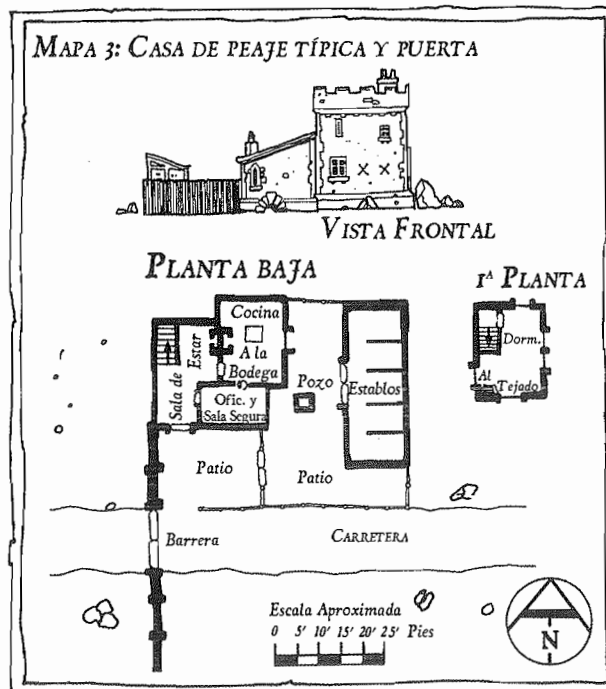 MAPA 3: CASA DE PEAJE TÍPICA Y PUERTA
VISTA FRONTAL
PLANTA BAJA
1ª PLANTA
Cocina
A la
Bodega
Sala de
Estar
Ofic. y
Sala Segura
Pozo
Establos
Dorm.
Al
Tejado
Patio
Patio
Barrera
CARRETERA
Escala Aproximada
0 5' 10' 15' 20' 25' Pies
N